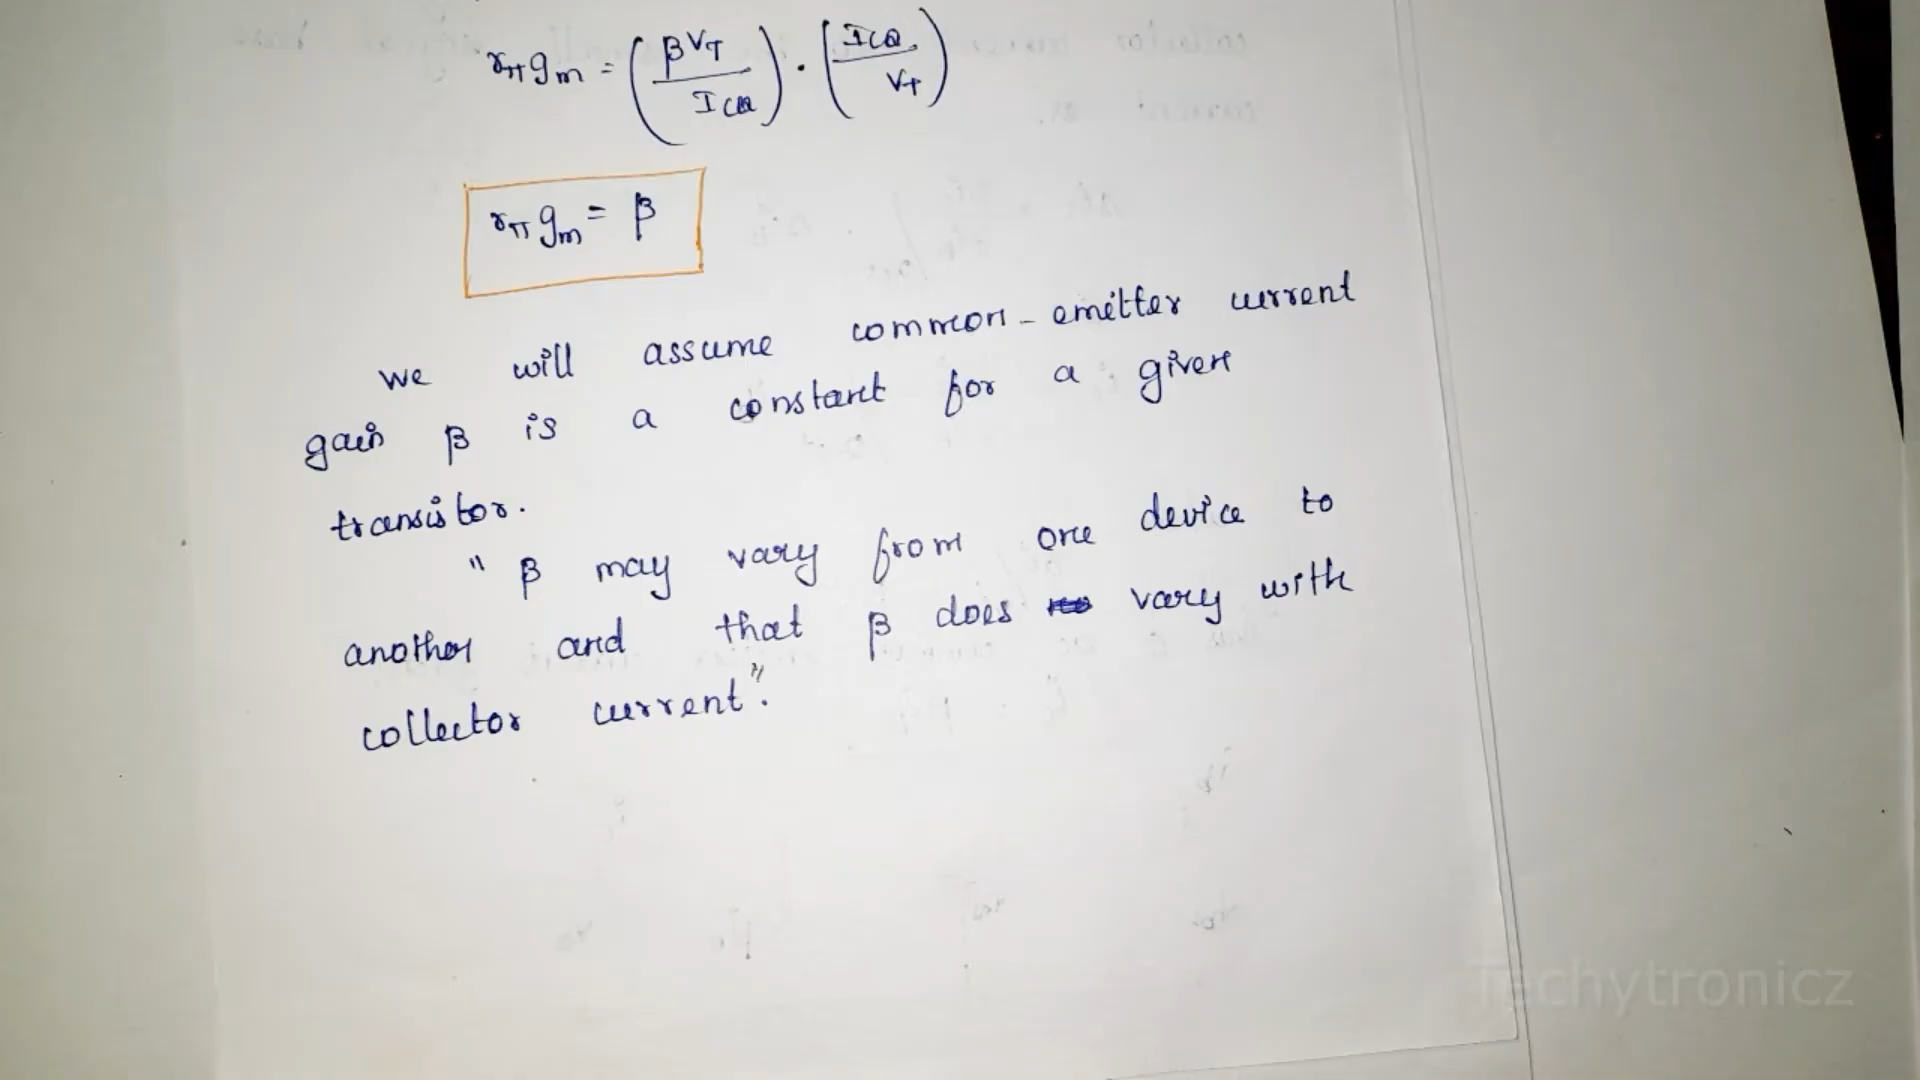 rπ gm = (βVT / ICQ) . (ICQ / VT)
rπ gm = β
we will assume common-emitter current
gain β is a constant for a given
transistor.
" β may vary from one device to
another and that β does vary with
collector current".
Techytronicz